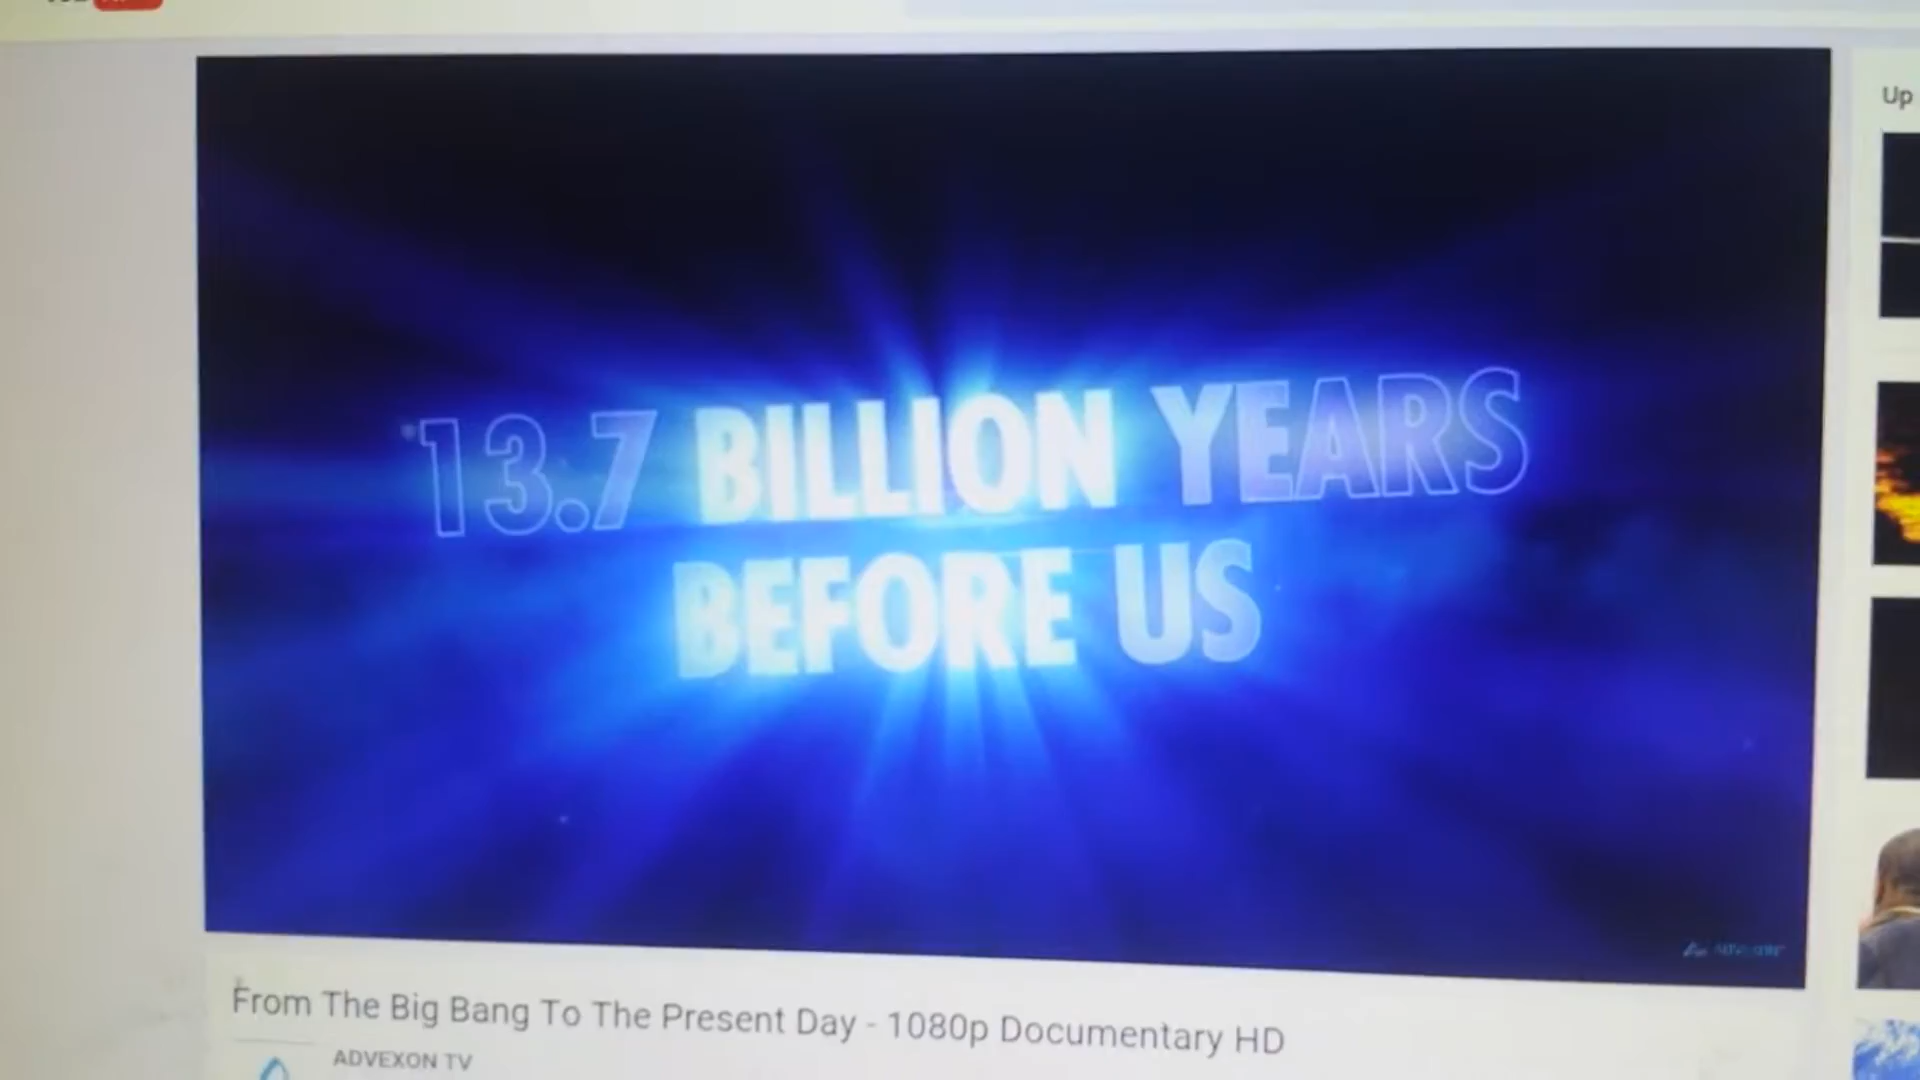 Up
13.7 BILLION YEARS
BEFORE US
From The Big Bang To The Present Day - 1080p Documentary HD
ADVEXON TV